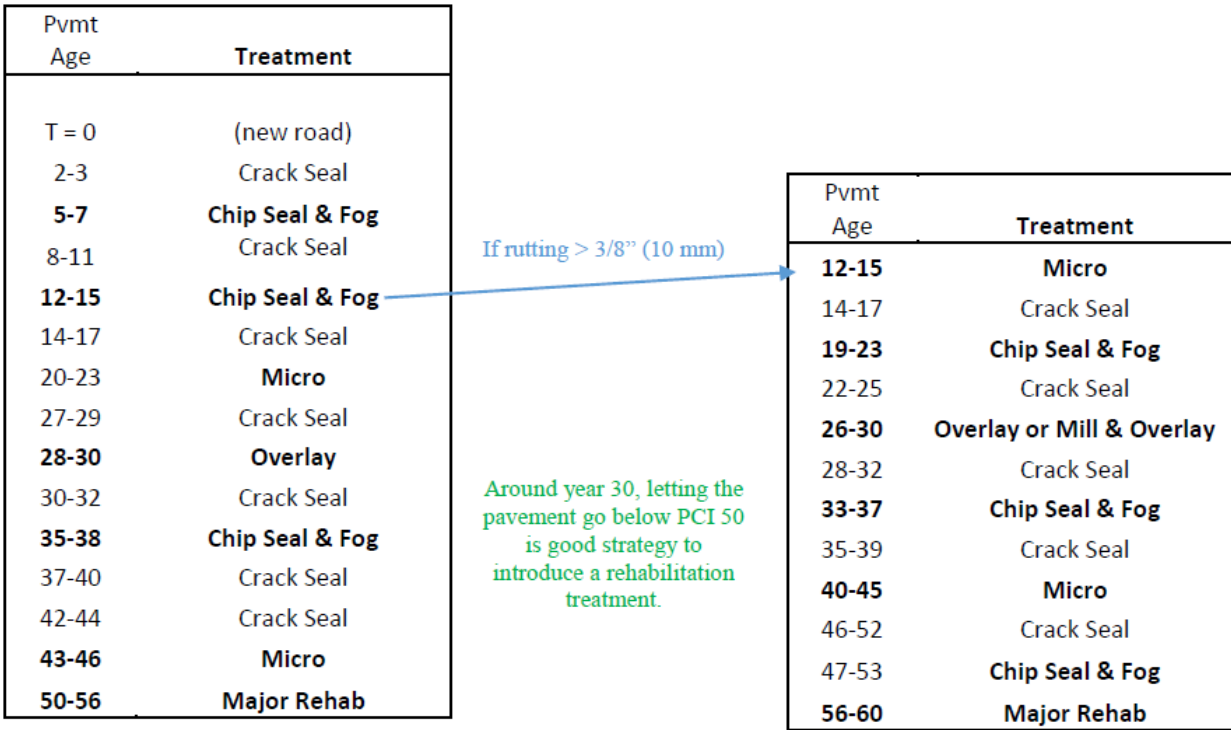 Pvmt
Age Treatment
T = 0 (new road)
2-3 Crack Seal
5-7 Chip Seal & Fog
8-11 Crack Seal
12-15 Chip Seal & Fog
14-17 Crack Seal
20-23 Micro
27-29 Crack Seal
28-30 Overlay
30-32 Crack Seal
35-38 Chip Seal & Fog
37-40 Crack Seal
42-44 Crack Seal
43-46 Micro
50-56 Major Rehab
If rutting > 3/8” (10 mm)
Around year 30, letting the
pavement go below PCI 50
is good strategy to
introduce a rehabilitation
treatment.
Pvmt
Age Treatment
12-15 Micro
14-17 Crack Seal
19-23 Chip Seal & Fog
22-25 Crack Seal
26-30 Overlay or Mill & Overlay
28-32 Crack Seal
33-37 Chip Seal & Fog
35-39 Crack Seal
40-45 Micro
46-52 Crack Seal
47-53 Chip Seal & Fog
56-60 Major Rehab